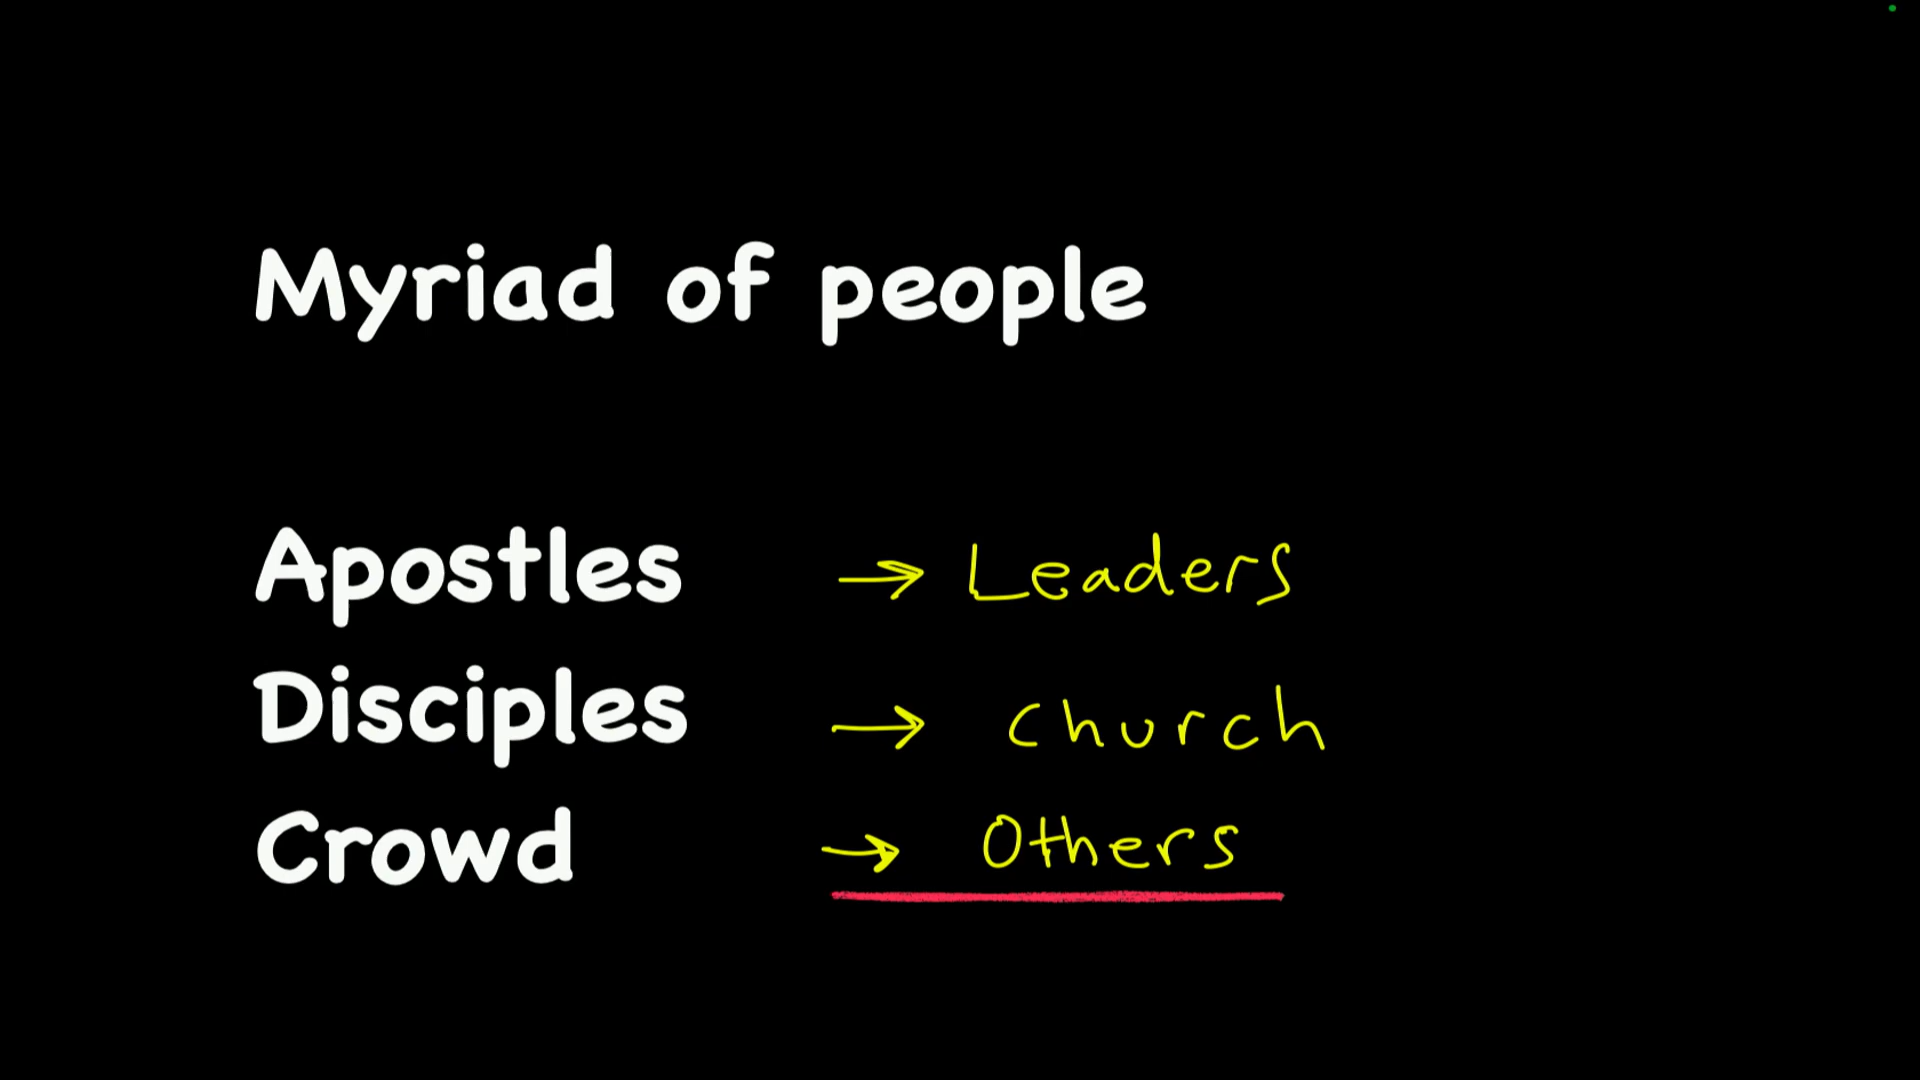 Myriad of people
Apostles → Leaders
Disciples → Church
Crowd → Others